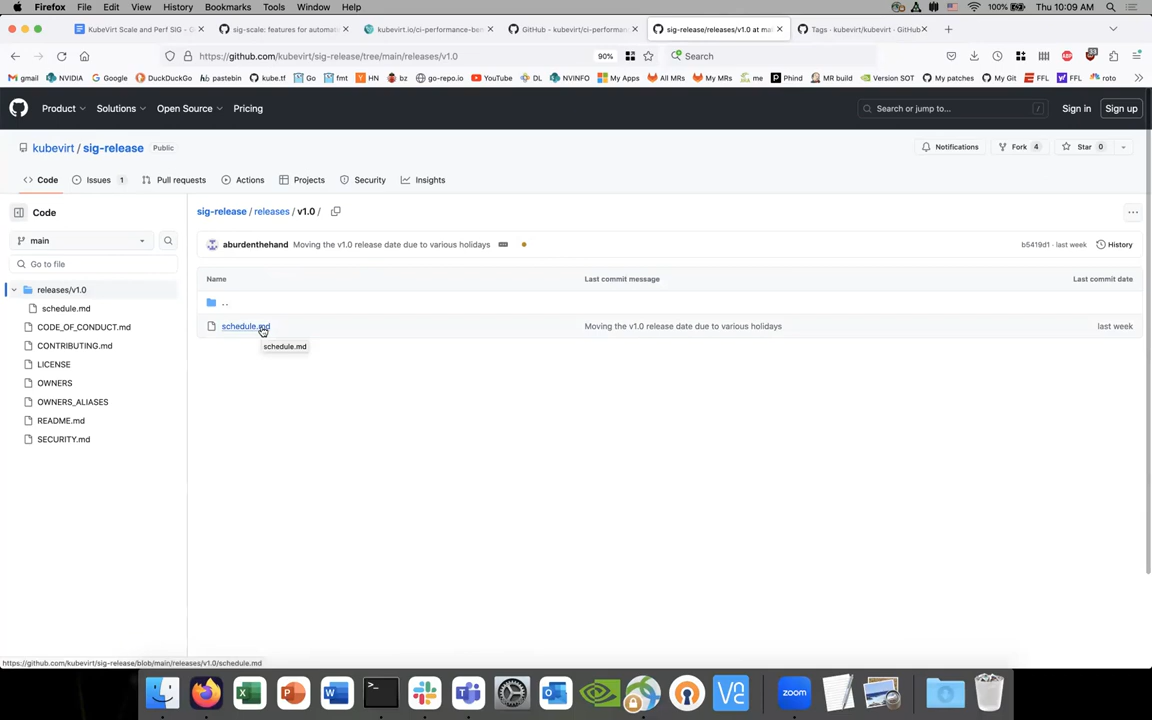 Firefox File Edit View History Bookmarks Tools Window Help 100% Thu 10:09 AM
KubeVirt Scale and Perf SIG - G
sig-scale: features for automat
kubevirt.io/ci-performance-ben
GitHub - kubevirt/ci-performan
sig-release/releases/v1.0 at ma
Tags · kubevirt/kubevirt · GitHub
https://github.com/kubevirt/sig-release/tree/main/releases/v1.0 90% Search
gmail NVIDIA Google DuckDuckGo pastebin kube.tf Go fmt HN bz go-repo.io YouTube DL NVINFO My Apps All MRs My MRs me Phind MR build Version SOT My patches My Git FFL FFL roto
Product Solutions Open Source Pricing Search or jump to... / Sign in Sign up
kubevirt / sig-release Public Notifications Fork 4 Star 0
Code Issues 1 Pull requests Actions Projects Security Insights
Code
main
Go to file
releases/v1.0
schedule.md
CODE_OF_CONDUCT.md
CONTRIBUTING.md
LICENSE
OWNERS
OWNERS_ALIASES
README.md
SECURITY.md
sig-release / releases / v1.0 /
aburdenthehand Moving the v1.0 release date due to various holidays b5419d1 · last week History
Name Last commit message Last commit date
..
schedule.md Moving the v1.0 release date due to various holidays last week
schedule.md
https://github.com/kubevirt/sig-release/blob/main/releases/v1.0/schedule.md
zoom